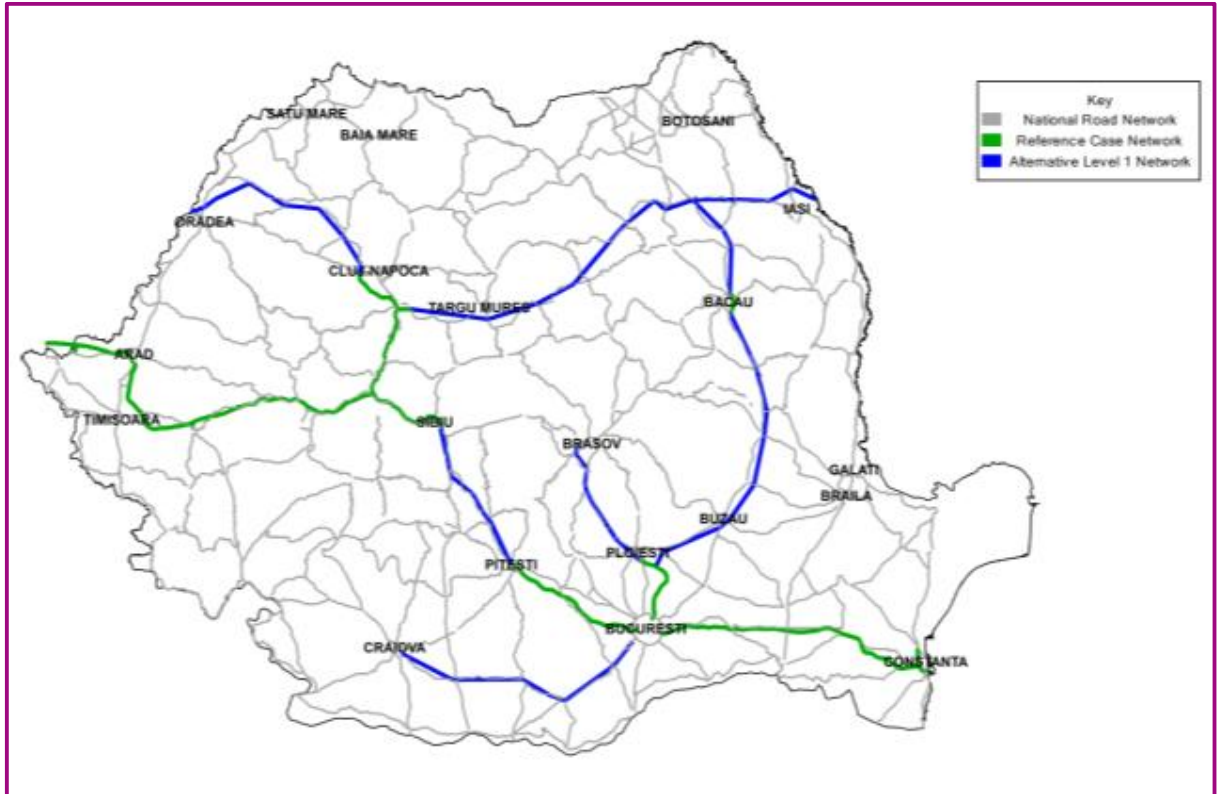 SATU MARE
BAIA MARE
BOTOSANI
Key
National Road Network
Reference Case Network
Alternative Level 1 Network
ORADEA
IASI
CLUJ-NAPOCA
TARGU MURES
BACAU
ARAD
TIMISOARA
SIBIU
BRASOV
GALATI
BRAILA
BUZAU
PLOIESTI
PITESTI
BUCURESTI
CRAIOVA
CONSTANTA